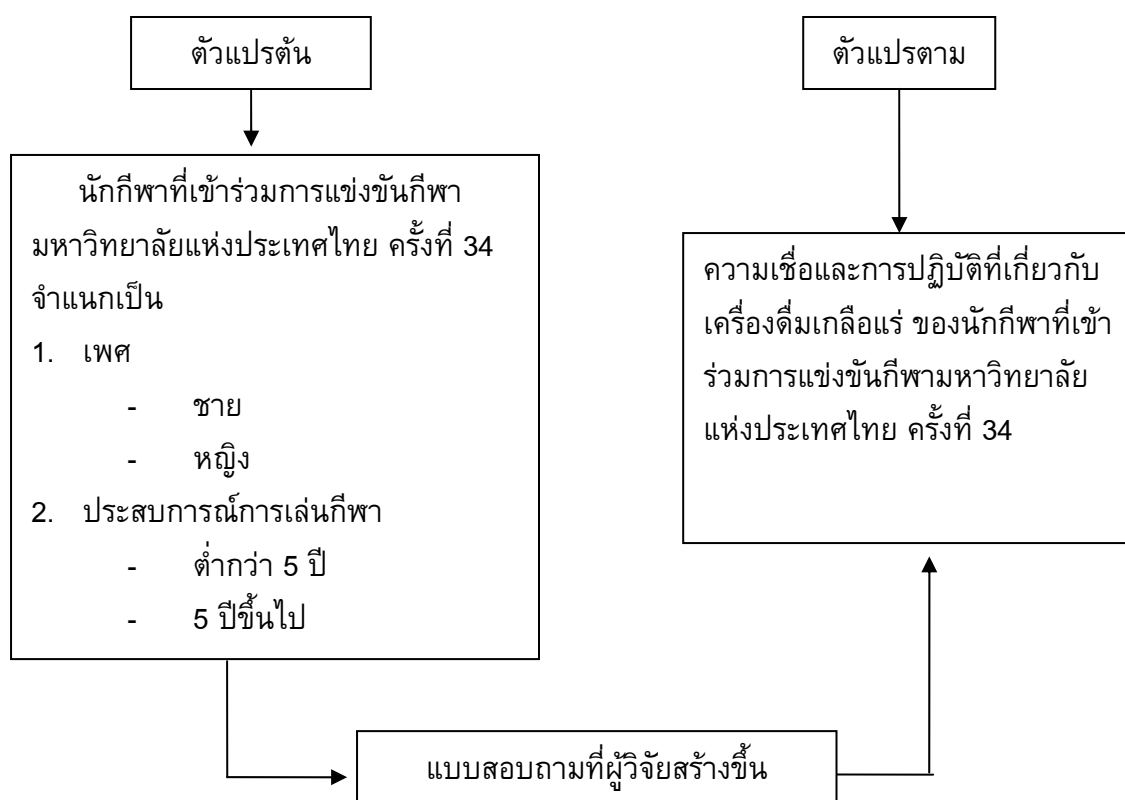 ตัวแปรต้น
ตัวแปรตาม
นักกีฬาที่เข้าร่วมการแข่งขันกีฬา
มหาวิทยาลัยแห่งประเทศไทย ครั้งที่ 34
จำแนกเป็น
1. เพศ
- ชาย
- หญิง
2. ประสบการณ์การเล่นกีฬา
- ต่ำกว่า 5 ปี
- 5 ปีขึ้นไป
ความเชื่อและการปฏิบัติที่เกี่ยวกับ
เครื่องดื่มเกลือแร่ ของนักกีฬาที่เข้า
ร่วมการแข่งขันกีฬามหาวิทยาลัย
แห่งประเทศไทย ครั้งที่ 34
แบบสอบถามที่ผู้วิจัยสร้างขึ้น